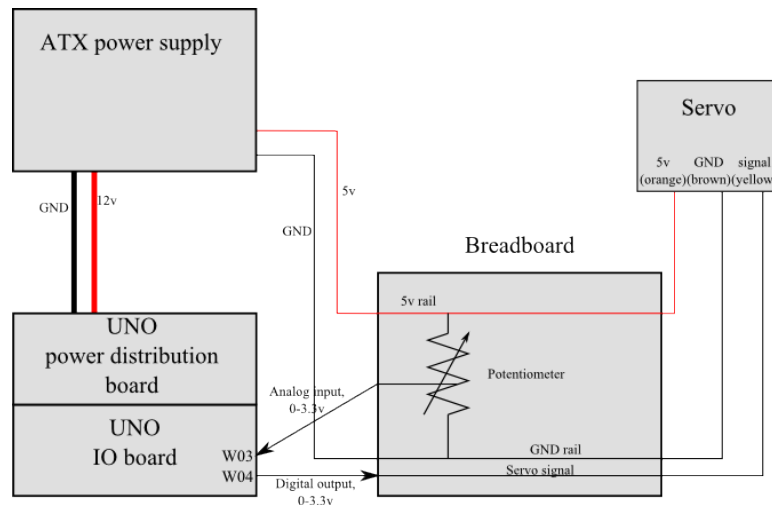 ATX power supply
Servo
5v GND signal
(orange)(brown)(yellow
12v
GND
5v
GND
Breadboard
5v rail
UNO
power distribution
board
Potentiometer
Analog input,
0-3.3v
UNO
IO board
W03
W04
GND rail
Servo signal
Digital output,
0-3.3v